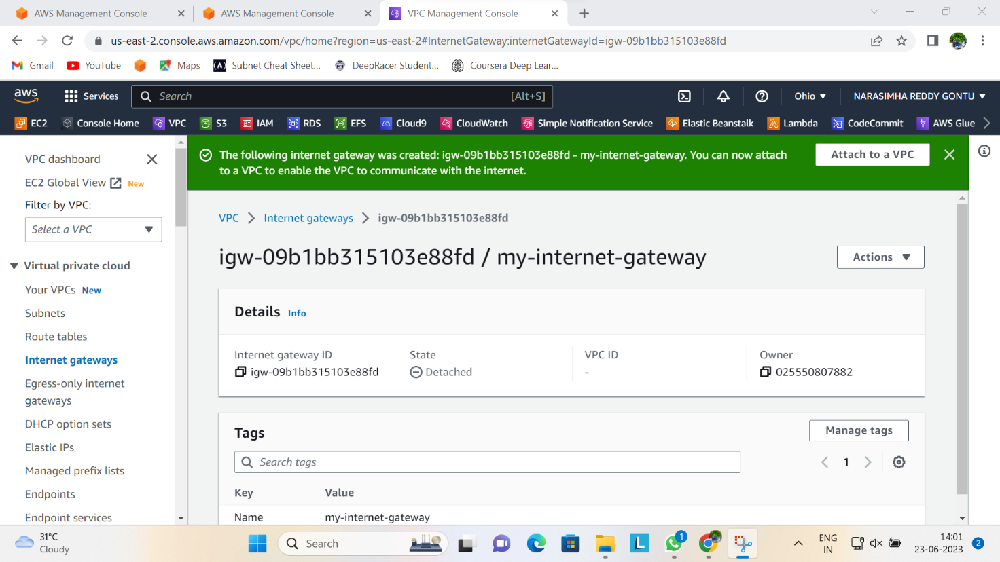 AWS Management Console
AWS Management Console
VPC Management Console
us-east-2.console.aws.amazon.com/vpc/home?region=us-east-2#InternetGateway:internetGatewayId=igw-09b1bb315103e88fd
Gmail
YouTube
Maps
Subnet Cheat Sheet...
DeepRacer Student...
Coursera Deep Lear...
aws
Services
Search
[Alt+S]
Ohio
NARASIMHA REDDY GONTU
EC2
Console Home
VPC
S3
IAM
RDS
EFS
Cloud9
CloudWatch
Simple Notification Service
Elastic Beanstalk
Lambda
CodeCommit
AWS Glue
VPC dashboard
EC2 Global View New
Filter by VPC:
Select a VPC
Virtual private cloud
Your VPCs New
Subnets
Route tables
Internet gateways
Egress-only internet
gateways
DHCP option sets
Elastic IPs
Managed prefix lists
Endpoints
Endpoint services
The following internet gateway was created: igw-09b1bb315103e88fd - my-internet-gateway. You can now attach
to a VPC to enable the VPC to communicate with the internet.
Attach to a VPC
VPC > Internet gateways > igw-09b1bb315103e88fd
igw-09b1bb315103e88fd / my-internet-gateway
Actions
Details Info
Internet gateway ID
igw-09b1bb315103e88fd
State
Detached
VPC ID
-
Owner
025550807882
Tags
Manage tags
Search tags
1
Key
Value
Name
my-internet-gateway
31°C
Cloudy
Search
L
1
ENG
IN
14:01
23-06-2023
2